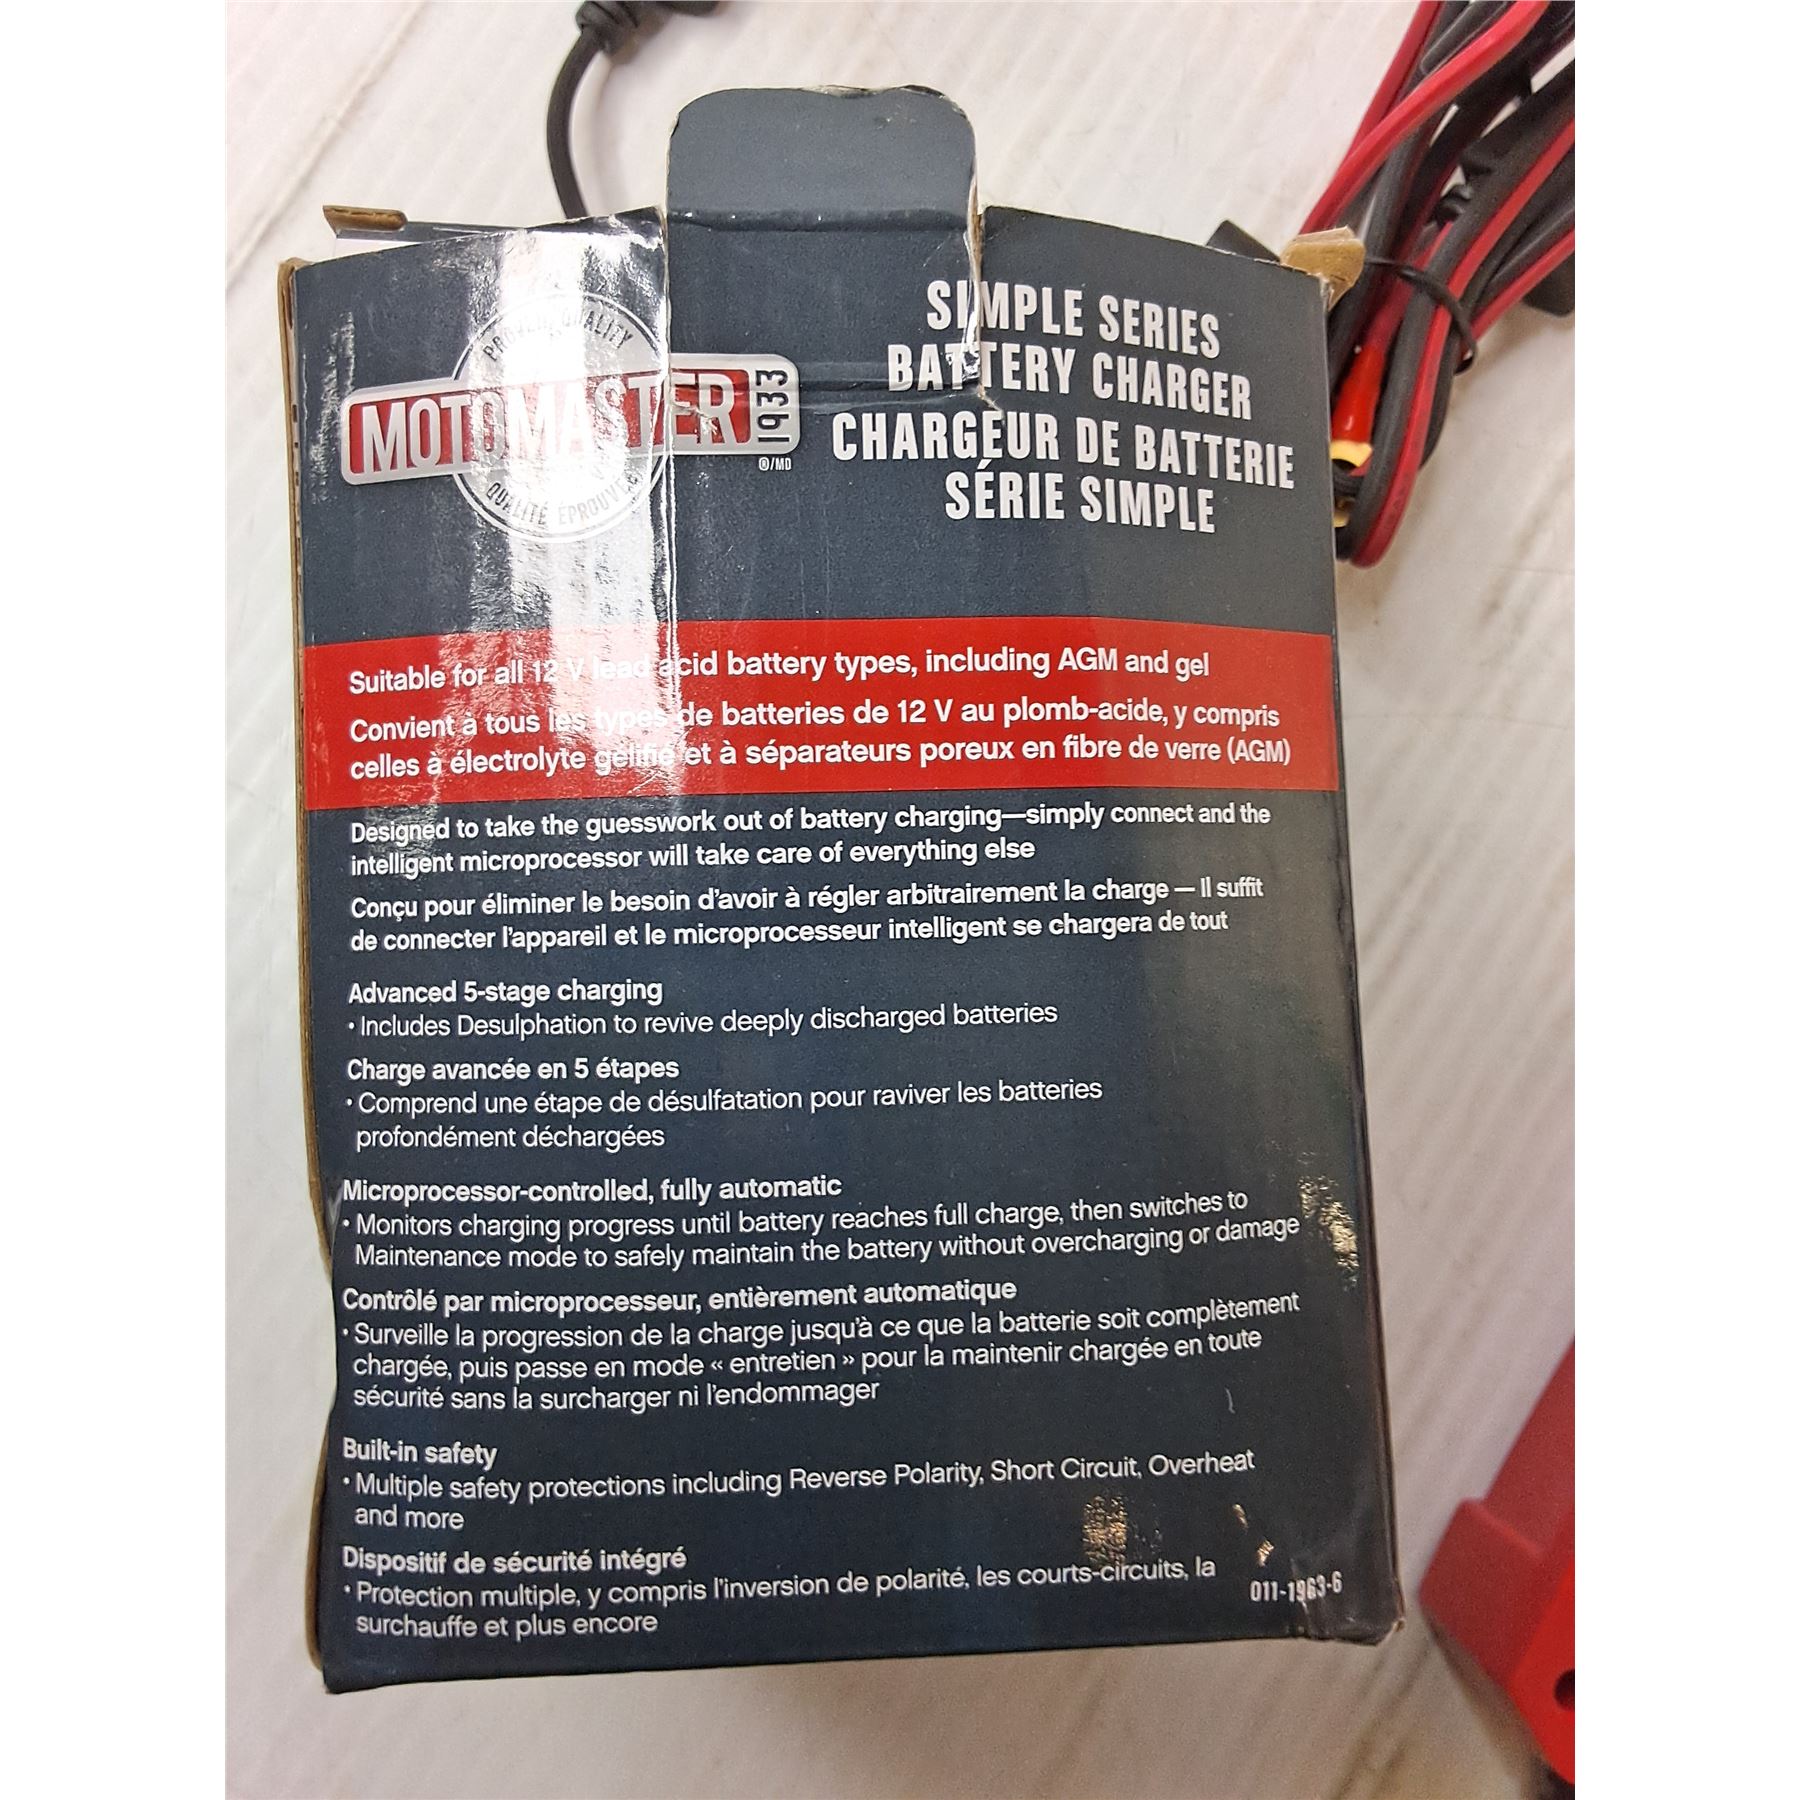 PROVEN QUALITY
MOTOMASTER
1933
®/MD
QUALITÉ ÉPROUVÉE
SIMPLE SERIES
BATTERY CHARGER
CHARGEUR DE BATTERIE
SÉRIE SIMPLE
Suitable for all 12 V lead acid battery types, including AGM and gel
Convient à tous les types de batteries de 12 V au plomb-acide, y compris
celles à électrolyte gélifié et à séparateurs poreux en fibre de verre (AGM)
Designed to take the guesswork out of battery charging—simply connect and the
intelligent microprocessor will take care of everything else
Conçu pour éliminer le besoin d'avoir à régler arbitrairement la charge — Il suffit
de connecter l'appareil et le microprocesseur intelligent se chargera de tout
Advanced 5-stage charging
• Includes Desulphation to revive deeply discharged batteries
Charge avancée en 5 étapes
• Comprend une étape de désulfatation pour raviver les batteries
profondément déchargées
Microprocessor-controlled, fully automatic
• Monitors charging progress until battery reaches full charge, then switches to
Maintenance mode to safely maintain the battery without overcharging or damage
Contrôlé par microprocesseur, entièrement automatique
• Surveille la progression de la charge jusqu'à ce que la batterie soit complètement
chargée, puis passe en mode « entretien » pour la maintenir chargée en toute
sécurité sans la surcharger ni l'endommager
Built-in safety
• Multiple safety protections including Reverse Polarity, Short Circuit, Overheat
and more
Dispositif de sécurité intégré
• Protection multiple, y compris l'inversion de polarité, les courts-circuits, la
surchauffe et plus encore
011-1963-6